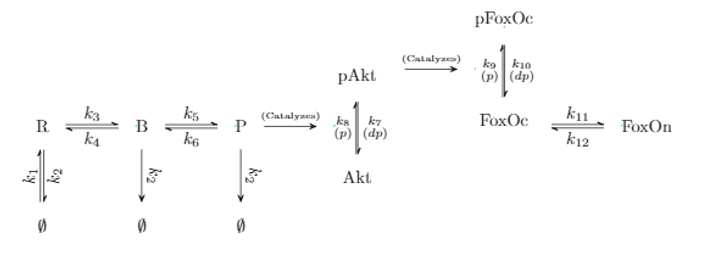 pFoxOc
(Catalyzes)
k9 k10
(p) (dp)
pAkt
FoxOc
k11
k12
FoxOn
R
k3
k4
B
k5
k6
P
(Catalyzes)
k8 k7
(p) (dp)
Akt
k1 k2
k2
k2
∅ ∅ ∅